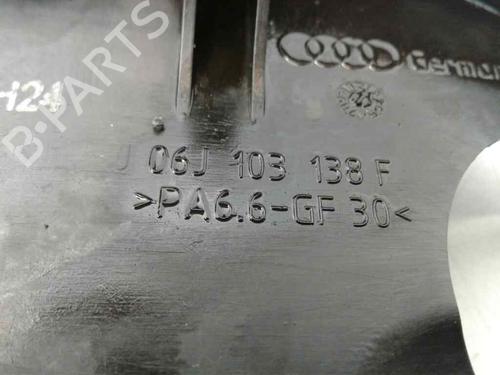 B-PARTS
H24
Germany
J 06J 103 138 F
>PA6.6-GF 30<